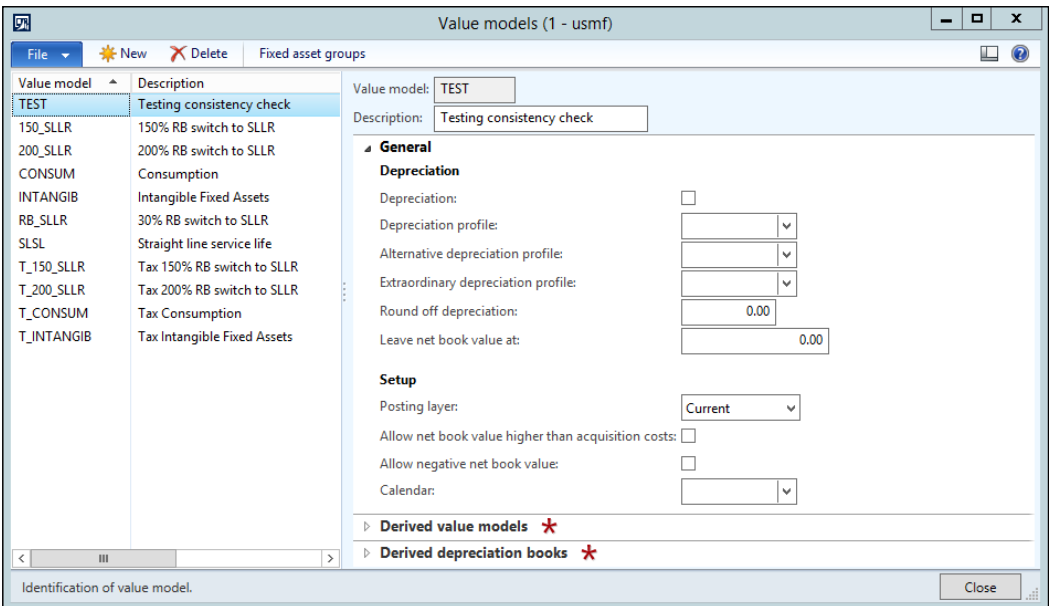 Value models (1 - usmf)
File New Delete Fixed asset groups
Value model Description
TEST Testing consistency check
150_SLLR 150% RB switch to SLLR
200_SLLR 200% RB switch to SLLR
CONSUM Consumption
INTANGIB Intangible Fixed Assets
RB_SLLR 30% RB switch to SLLR
SLSL Straight line service life
T_150_SLLR Tax 150% RB switch to SLLR
T_200_SLLR Tax 200% RB switch to SLLR
T_CONSUM Tax Consumption
T_INTANGIB Tax Intangible Fixed Assets
Value model: TEST
Description: Testing consistency check
General
Depreciation
Depreciation:
Depreciation profile:
Alternative depreciation profile:
Extraordinary depreciation profile:
Round off depreciation: 0.00
Leave net book value at: 0.00
Setup
Posting layer: Current
Allow net book value higher than acquisition costs:
Allow negative net book value:
Calendar:
Derived value models *
Derived depreciation books *
Identification of value model. Close